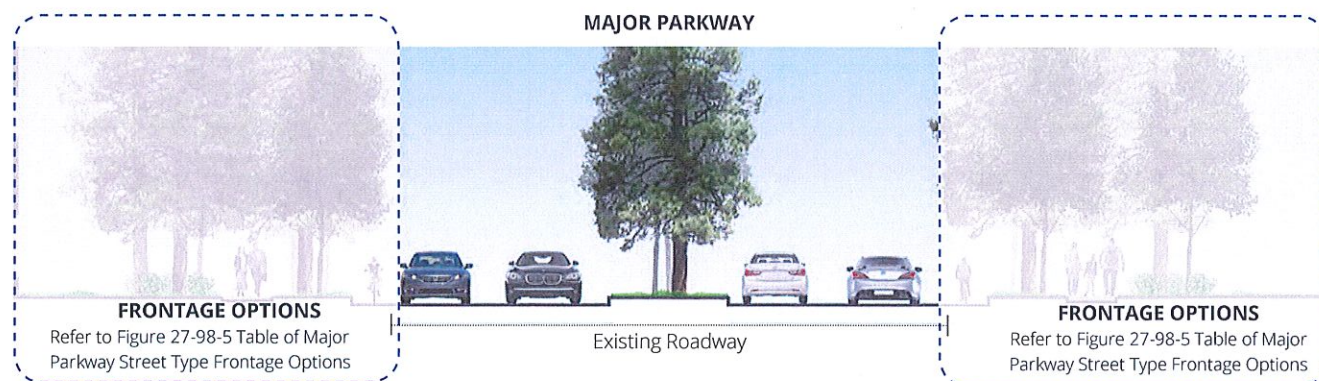 MAJOR PARKWAY
FRONTAGE OPTIONS
Refer to Figure 27-98-5 Table of Major
Parkway Street Type Frontage Options
Existing Roadway
FRONTAGE OPTIONS
Refer to Figure 27-98-5 Table of Major
Parkway Street Type Frontage Options